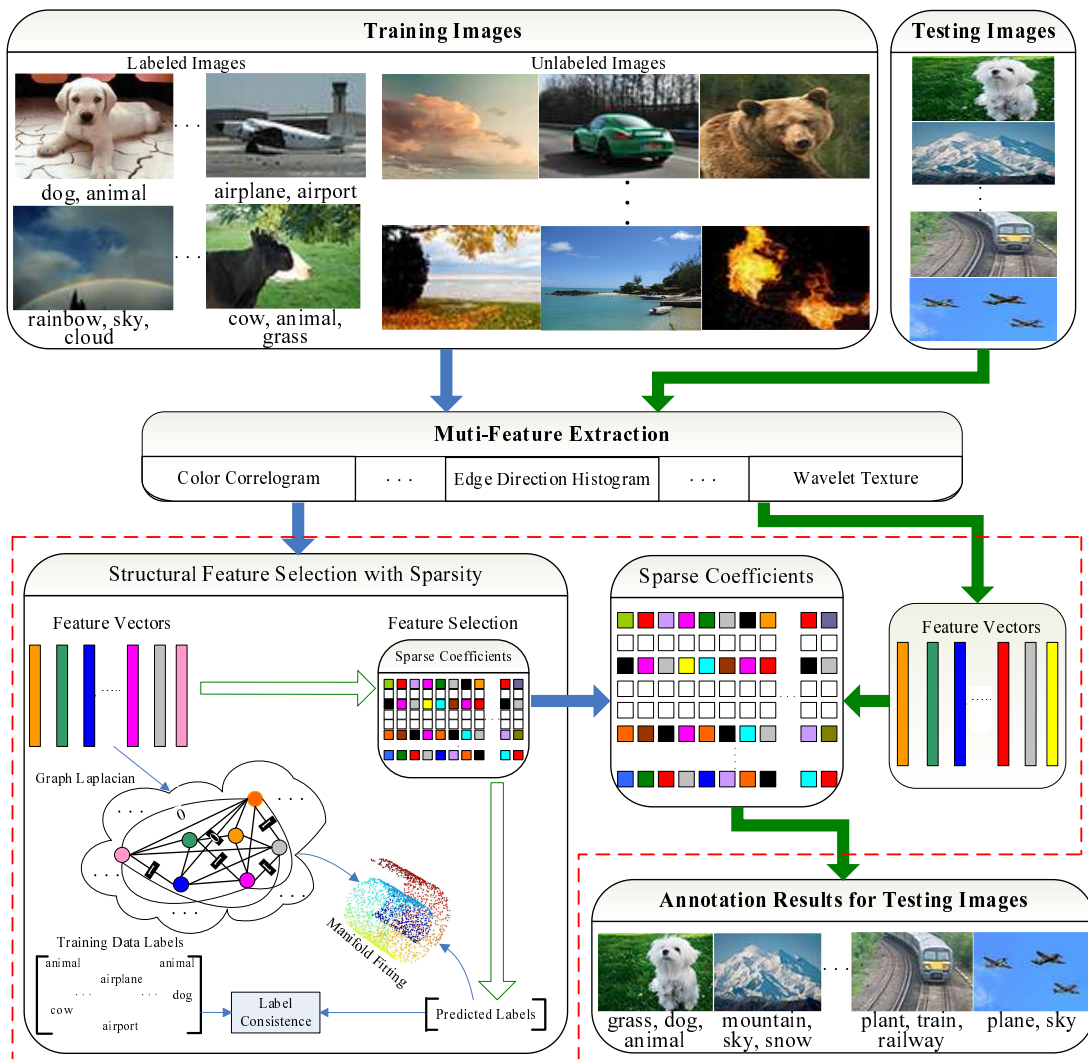 Training Images
Labeled Images
Unlabeled Images
dog, animal
airplane, airport
rainbow, sky,
cloud
cow, animal,
grass
Testing Images
Muti-Feature Extraction
Color Correlogram
. . .
Edge Direction Histogram
. . .
Wavelet Texture
Structural Feature Selection with Sparsity
Feature Vectors
Feature Selection
Sparse Coefficients
Graph Laplacian
Manifold Fitting
Training Data Labels
animal
animal
airplane
. . .
. . .
dog
cow
airport
Label
Consistence
Predicted Labels
Sparse Coefficients
Feature Vectors
Annotation Results for Testing Images
grass, dog,
animal
mountain,
sky, snow
plant, train,
railway
plane, sky